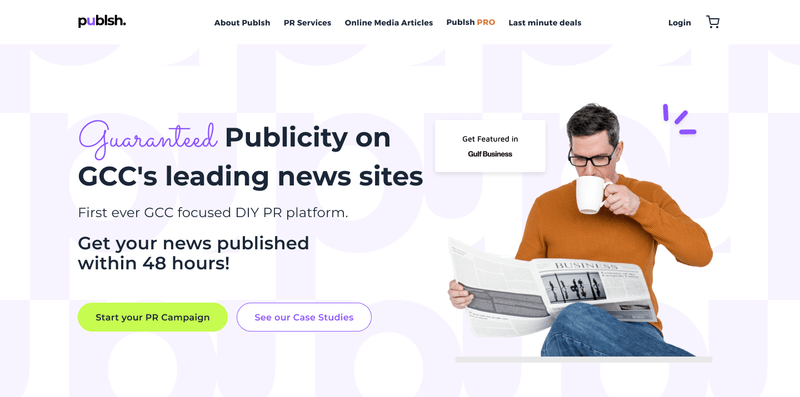 publsh.
About Publsh
PR Services
Online Media Articles
Publsh PRO
Last minute deals
Login
Guaranteed Publicity on
GCC's leading news sites
First ever GCC focused DIY PR platform.
Get your news published
within 48 hours!
Start your PR Campaign
See our Case Studies
Get Featured in
Gulf Business
BUSINESS